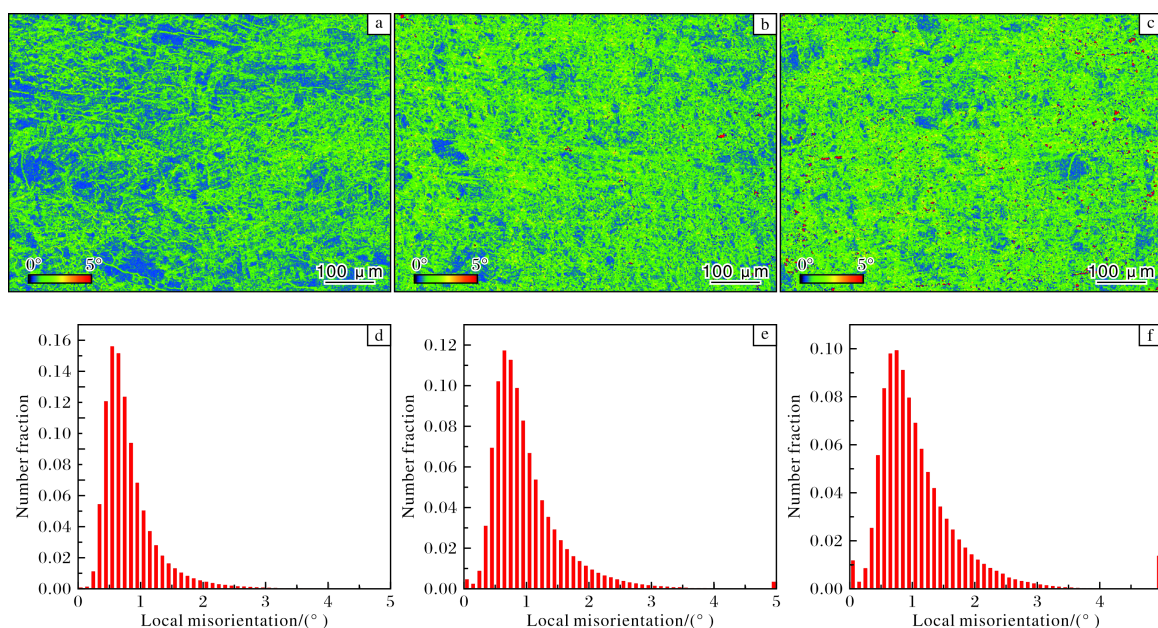 a
0° 5°
100 μm
b
0° 5°
100 μm
c
0° 5°
100 μm
d
0.16
0.14
0.12
0.10
0.08
0.06
0.04
0.02
0.00
Number fraction
0 1 2 3 4 5
Local misorientation/(°)
e
0.12
0.10
0.08
0.06
0.04
0.02
0.00
Number fraction
0 1 2 3 4 5
Local misorientation/(°)
f
0.10
0.08
0.06
0.04
0.02
0.00
Number fraction
0 1 2 3 4
Local misorientation/(°)